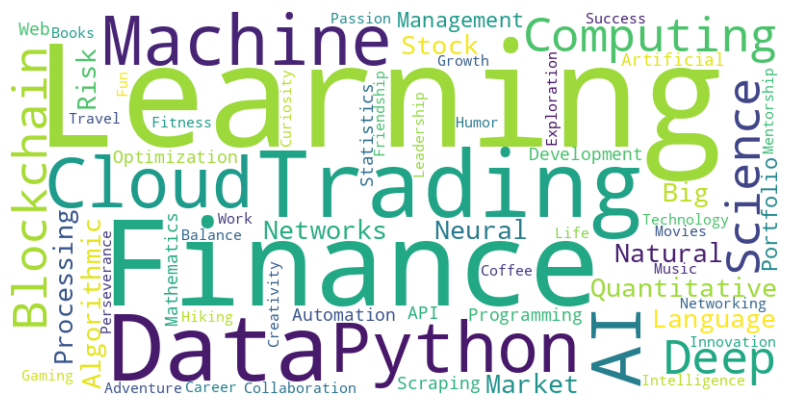 Web
Books
Machine
Passion
Management
Success
Computing
Stock
Growth
Artificial
Learning
Risk
Fun
Curiosity
Travel
Fitness
Blockchain
Statistics
Friendship
Leadership
Humor
Exploration
Science
Mentorship
Optimization
Development
Cloud
Trading
Big
Portfolio
Technology
Movies
Work
Balance
Networks
Neural
Life
Natural
Music
Processing
Algorithmic
Perseverance
Mathematics
Finance
Coffee
Quantitative
Networking
Hiking
Creativity
Automation
API
Programming
Language
Data
Python
AI
Deep
Innovation
Gaming
Adventure
Career
Collaboration
Scraping
Market
Intelligence